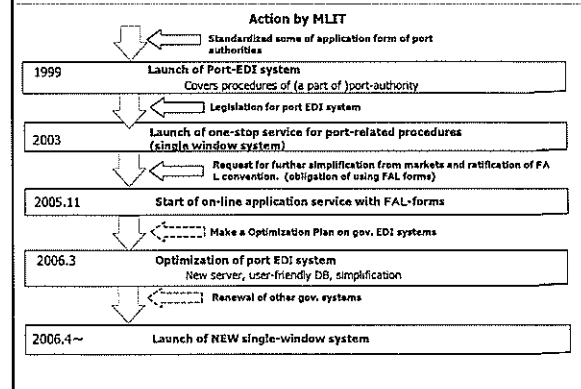 Action by MLIT
Standardized some of application form of port
authorities
1999 Launch of Port-EDI system
Covers procedures of (a part of )port-authority
Legislation for port EDI system
2003 Launch of one-stop service for port-related procedures
(single window system)
Request for further simplification from markets and ratification of FA
L convention. (obligation of using FAL forms)
2005.11 Start of on-line application service with FAL-forms
Make a Optimization Plan on gov. EDI systems
2006.3 Optimization of port EDI system
New server, user-friendly DB, simplification
Renewal of other gov. systems
2006.4~ Launch of NEW single-window system